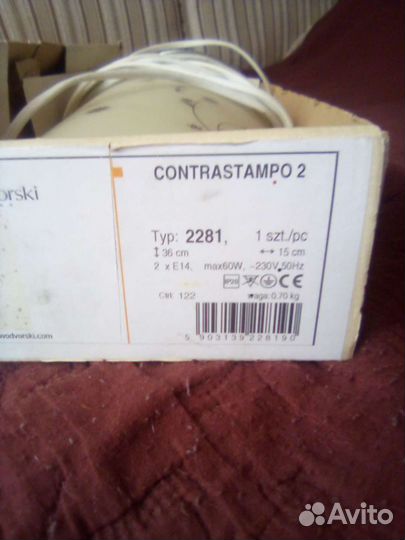 CONTRASTAMPO 2
orski
Typ: 2281, 1 szt./pc
↕ 36 cm ↔ 15 cm
2 x E14, max60W, ~230V, 50Hz
IP20 CE
122 waga: 0.70 kg
5 903139 228190
wodvorski.com
Avito